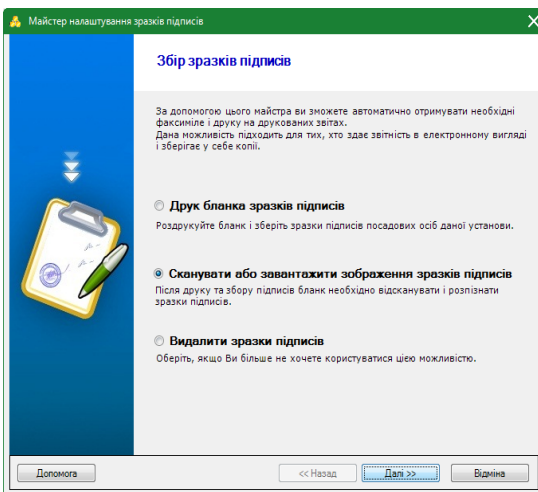 Майстер налаштування зразків підписів
Збір зразків підписів
За допомогою цього майстра ви зможете автоматично отримувати необхідні
факсиміле і друку на друкованих звітах.
Дана можливість підходить для тих, хто здає звітність в електронному вигляді
і зберігає у себе копії.
Друк бланка зразків підписів
Роздрукуйте бланк і зберіть зразки підписів посадових осіб даної установи.
Сканувати або завантажити зображення зразків підписів
Після друку та збору підписів бланк необхідно відсканувати і розпізнати
зразки підписів.
Видалити зразки підписів
Оберіть, якщо Ви більше не хочете користуватися цією можливістю.
Допомога
<< Назад
Далі >>
Відміна